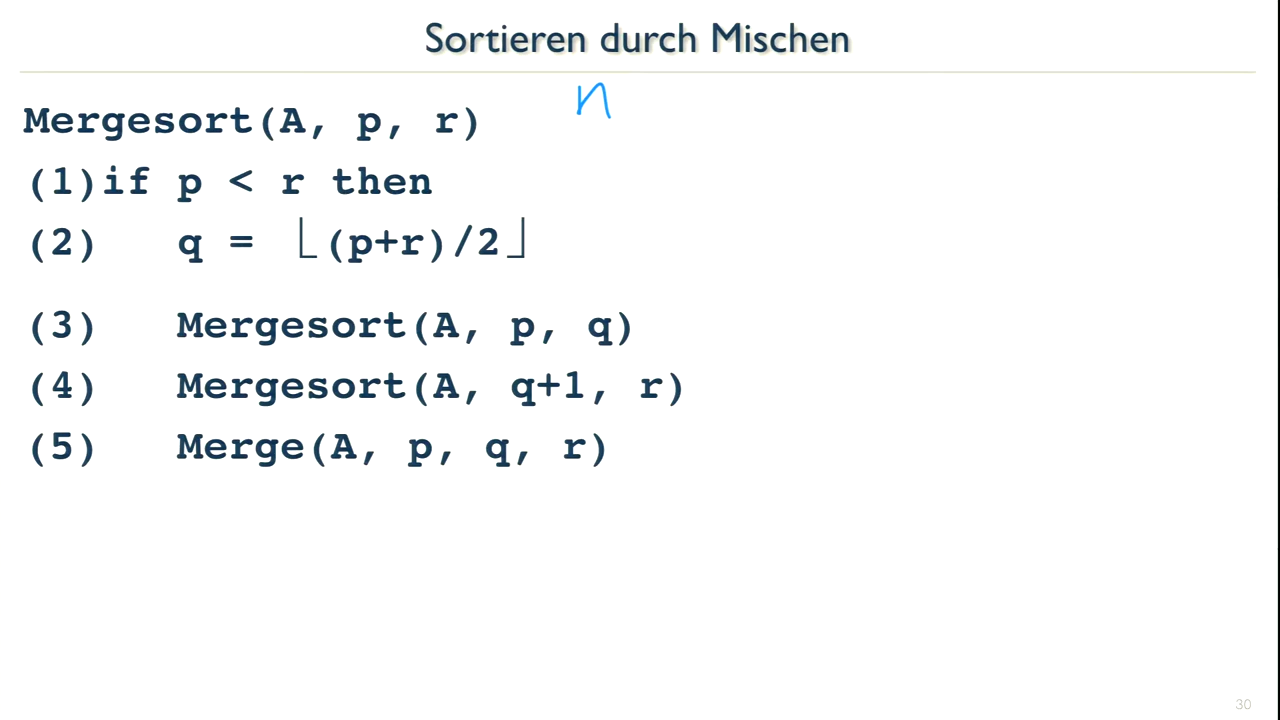 Sortieren durch Mischen
n
Mergesort(A, p, r)
(1)if p < r then
(2) q = ⌊(p+r)/2⌋
(3) Mergesort(A, p, q)
(4) Mergesort(A, q+1, r)
(5) Merge(A, p, q, r)
30